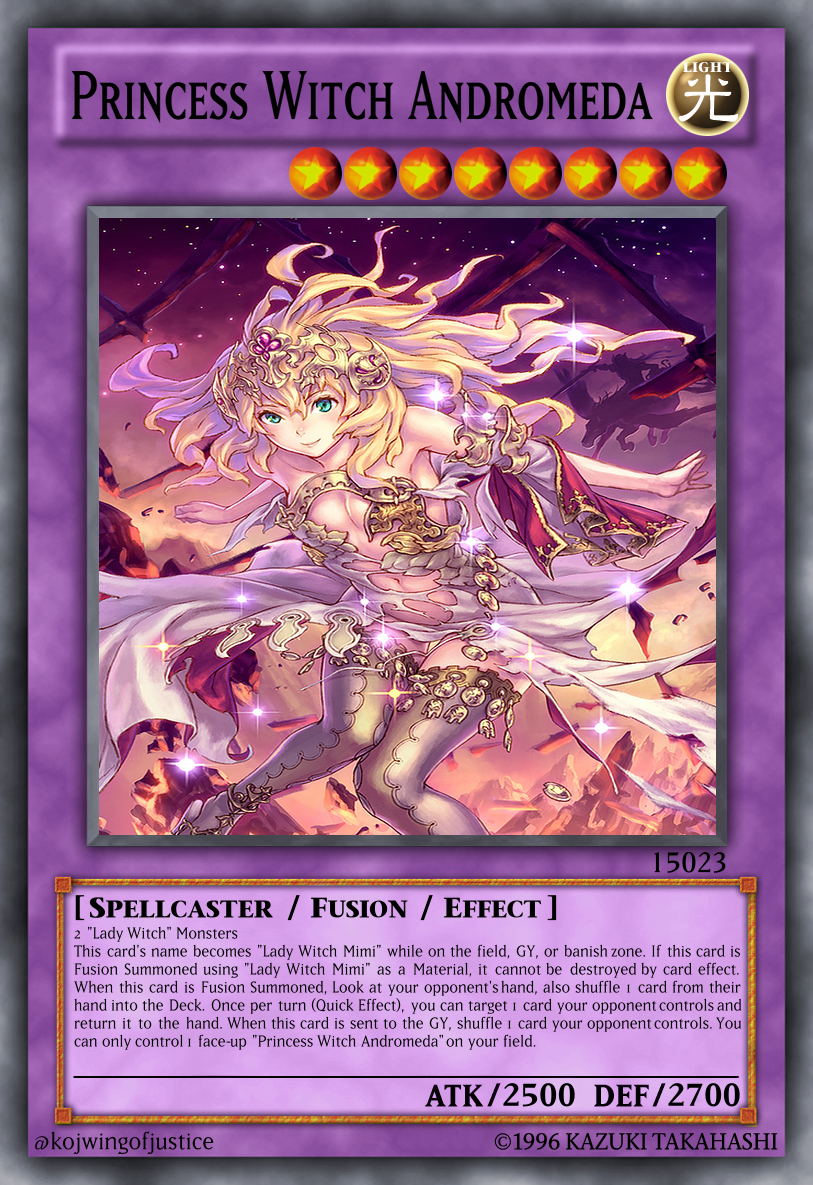 Princess Witch Andromeda
LIGHT
光
15023
[ Spellcaster / Fusion / Effect ]
2 "Lady Witch" Monsters
This card's name becomes "Lady Witch Mimi" while on the field, GY, or banish zone. If this card is
Fusion Summoned using "Lady Witch Mimi" as a Material, it cannot be destroyed by card effect.
When this card is Fusion Summoned, Look at your opponent's hand, also shuffle 1 card from their
hand into the Deck. Once per turn (Quick Effect), you can target 1 card your opponent controls and
return it to the hand. When this card is sent to the GY, shuffle 1 card your opponent controls. You
can only control 1 face-up "Princess Witch Andromeda" on your field.
ATK/2500 DEF/2700
@kojwingofjustice ©1996 KAZUKI TAKAHASHI